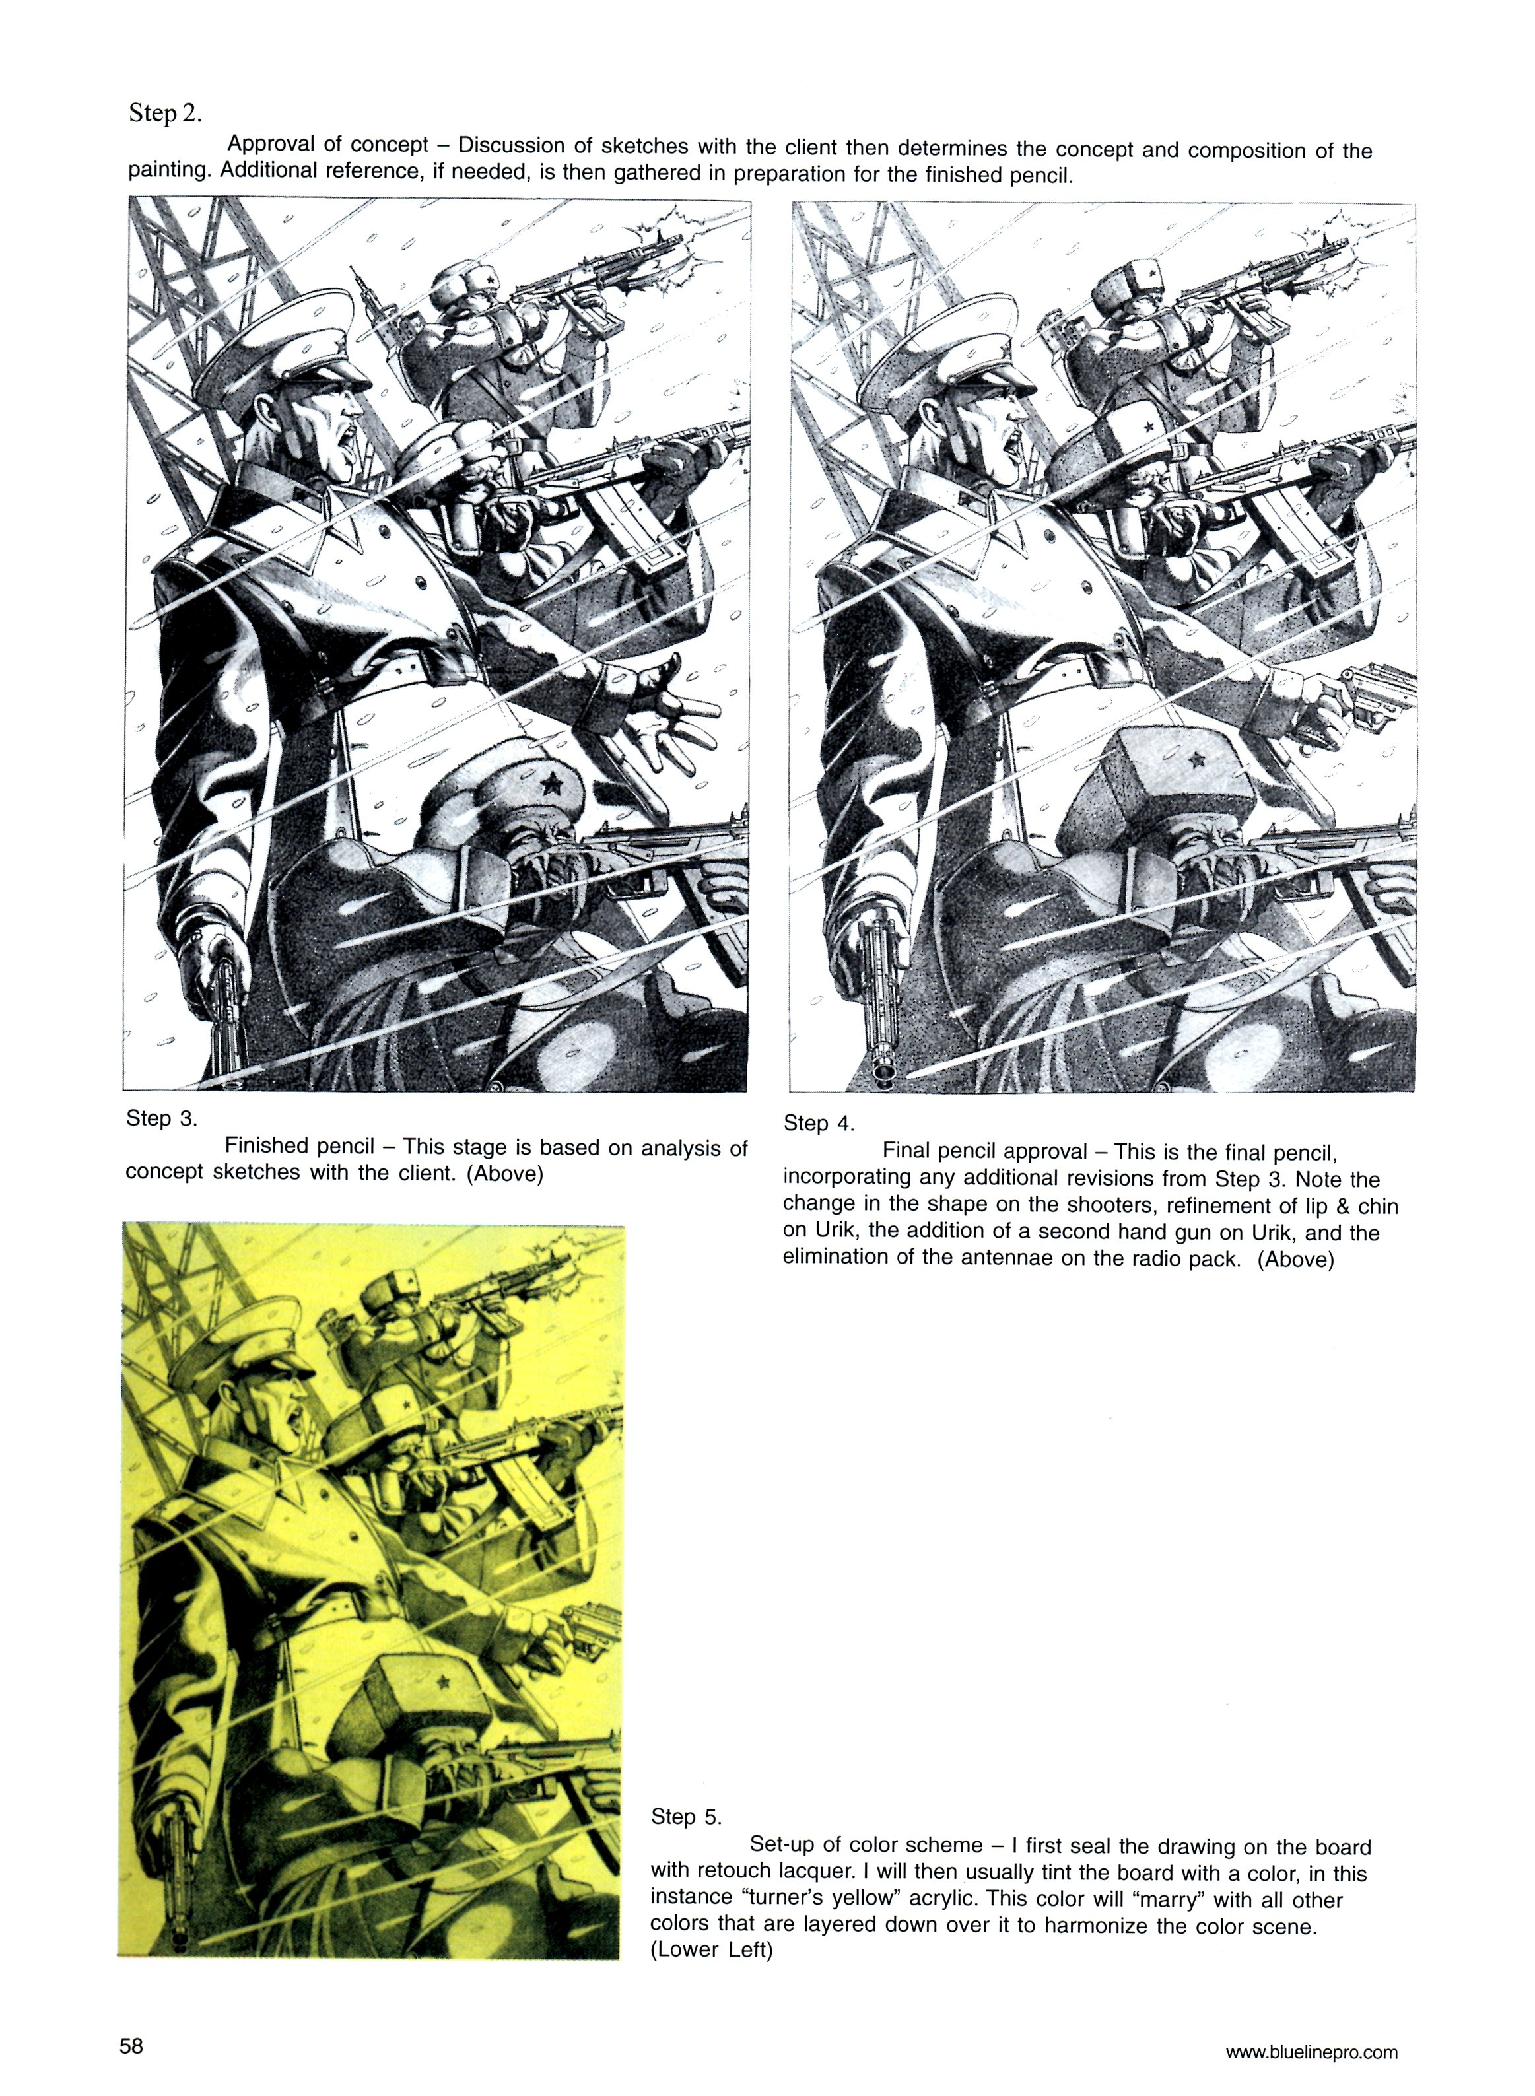 Step 2.
Approval of concept – Discussion of sketches with the client then determines the concept and composition of the
painting. Additional reference, if needed, is then gathered in preparation for the finished pencil.
Step 3.
Finished pencil – This stage is based on analysis of
concept sketches with the client. (Above)
Step 4.
Final pencil approval – This is the final pencil,
incorporating any additional revisions from Step 3. Note the
change in the shape on the shooters, refinement of lip & chin
on Urik, the addition of a second hand gun on Urik, and the
elimination of the antennae on the radio pack. (Above)
Step 5.
Set-up of color scheme – I first seal the drawing on the board
with retouch lacquer. I will then usually tint the board with a color, in this
instance “turner’s yellow” acrylic. This color will “marry” with all other
colors that are layered down over it to harmonize the color scene.
(Lower Left)
58
www.bluelinepro.com